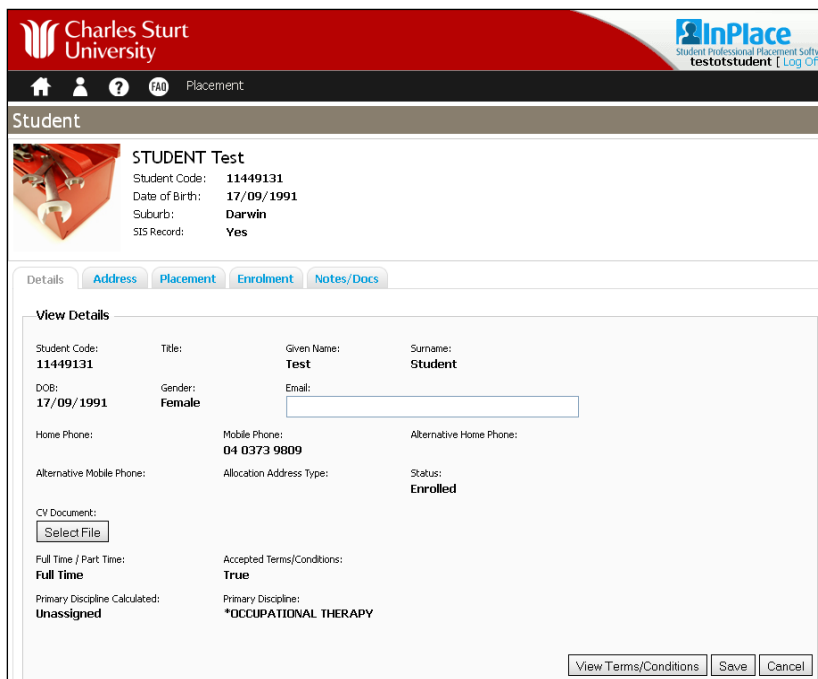 Charles Sturt
University
InPlace
Student Professional Placement Softw
testotstudent [ Log Of
FAQ Placement
Student
STUDENT Test
Student Code: 11449131
Date of Birth: 17/09/1991
Suburb: Darwin
SIS Record: Yes
Details Address Placement Enrolment Notes/Docs
View Details
Student Code: Title: Given Name: Surname:
11449131 Test Student
DOB: Gender: Email:
17/09/1991 Female
Home Phone: Mobile Phone: Alternative Home Phone:
04 0373 9809
Alternative Mobile Phone: Allocation Address Type: Status:
Enrolled
CV Document:
Select File
Full Time / Part Time: Accepted Terms/Conditions:
Full Time True
Primary Discipline Calculated: Primary Discipline:
Unassigned *OCCUPATIONAL THERAPY
View Terms/Conditions Save Cancel